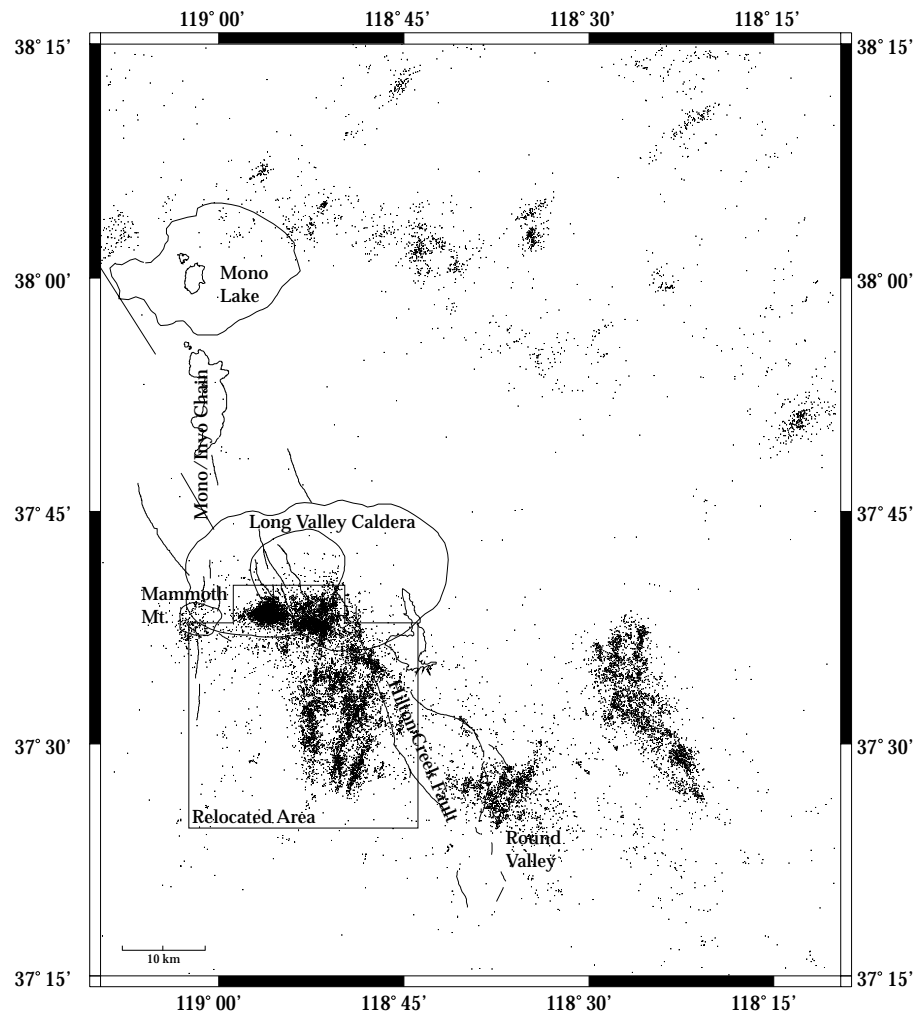 119° 00' 118° 45' 118° 30' 118° 15'
38° 15' 38° 15'
Mono
Lake
38° 00' 38° 00'
Mono/Inyo Chain
37° 45' 37° 45'
Long Valley Caldera
Mammoth
Mt.
Hilton Creek Fault
37° 30' 37° 30'
Relocated Area
Round
Valley
10 km
37° 15' 37° 15'
119° 00' 118° 45' 118° 30' 118° 15'